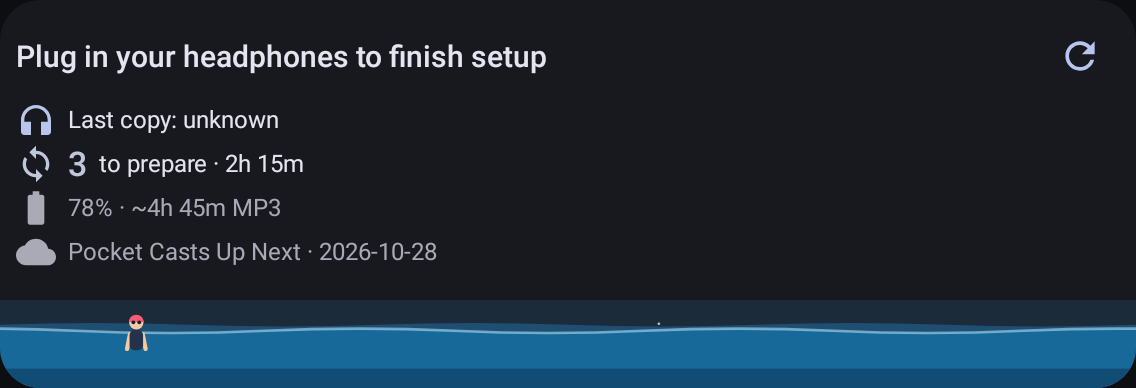 Plug in your headphones to finish setup
Last copy: unknown
3 to prepare · 2h 15m
78% · ~4h 45m MP3
Pocket Casts Up Next · 2026-10-28